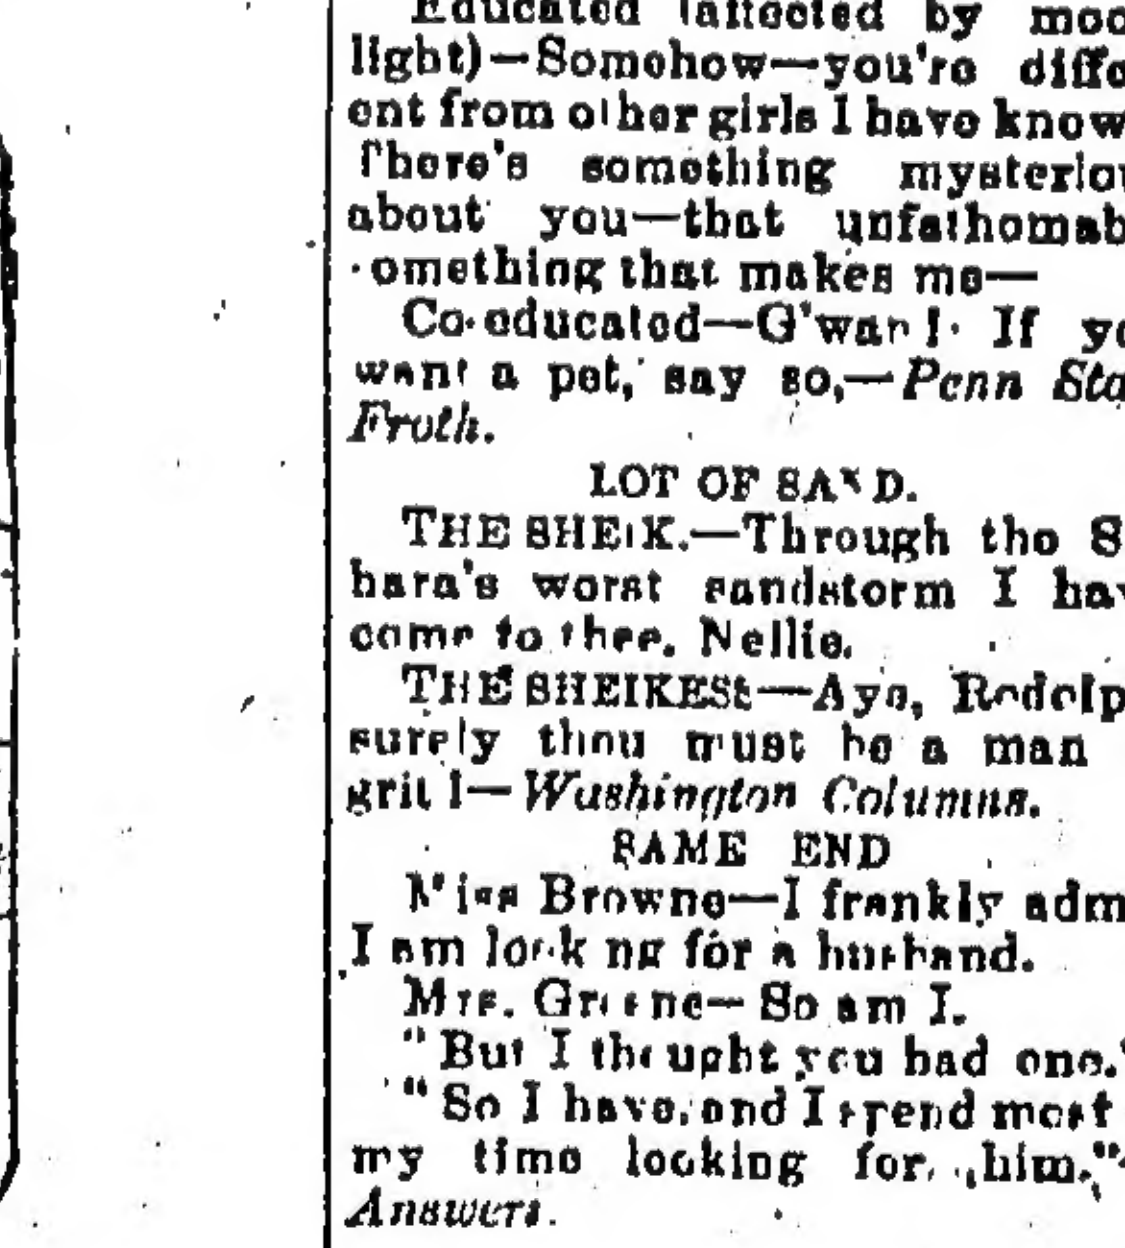 Educated (affected by moo
light)—Somehow—you're diffe
ent from other girls I have know
There's something mysteriou
about you—that unfathomab
something that makes me—
Co-educated—G'wan! If yo
want a pet, say so,—Penn Sta
Froth.
LOT OF SAND.
THE SHEIK.—Through the S
hara's worst sandstorm I hav
come to thee, Nellie.
THE SHEIKESS—Aye, Rodolp
surely thou must be a man
grit!—Washington Columns.
SAME END
Miss Browne—I frankly adm
I am looking for a husband.
Mrs. Greene—So am I.
"But I thought you had one."
"So I have, and I spend most
my time looking for him."—
Answers.